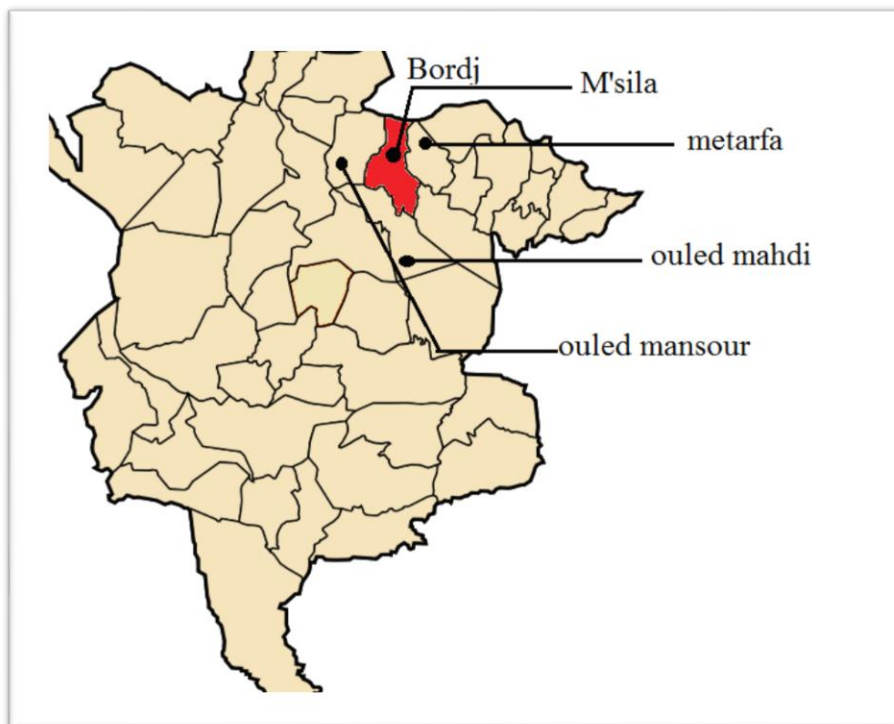 Bordj
M'sila
metarfa
ouled mahdi
ouled mansour